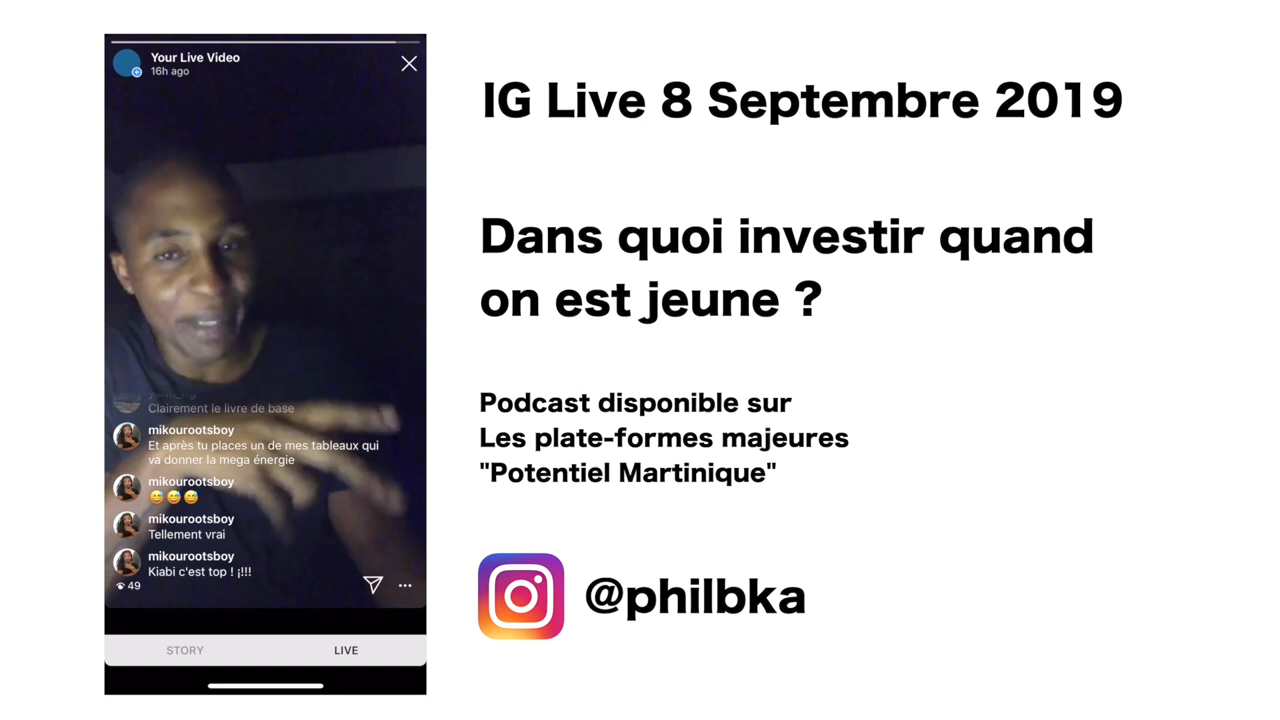 Your Live Video
16h ago
Clairement le livre de base
mikourootsboy
Et après tu places un de mes tableaux qui
va donner la mega énergie
mikourootsboy
😅😅😅
mikourootsboy
Tellement vrai
mikourootsboy
Kiabi c'est top ! ¡!!!
49
STORY
LIVE
IG Live 8 Septembre 2019
Dans quoi investir quand
on est jeune ?
Podcast disponible sur
Les plate-formes majeures
"Potentiel Martinique"
@philbka